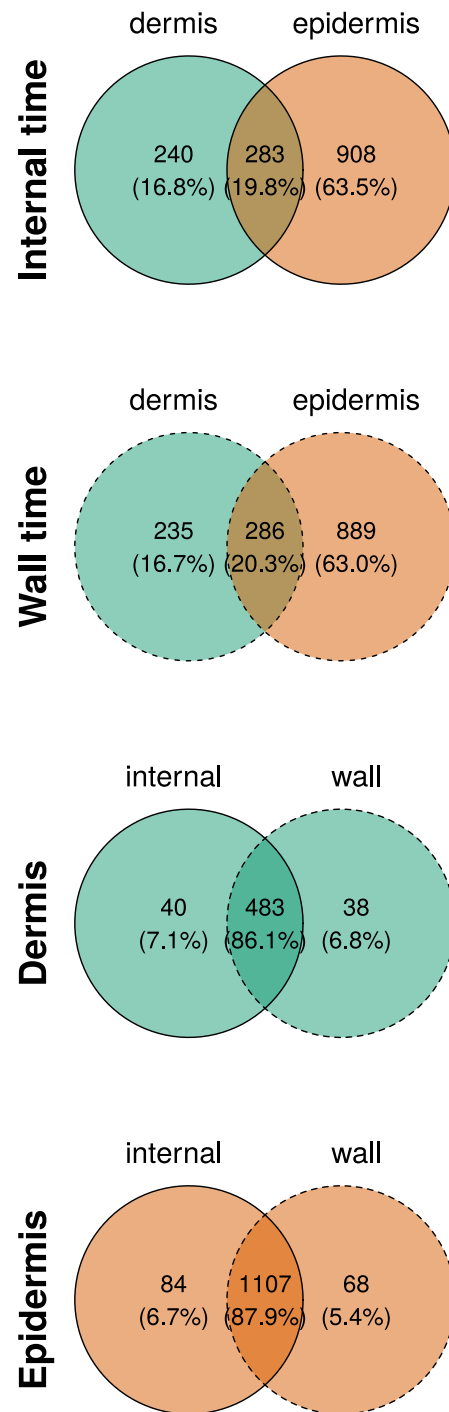 Internal time
dermis epidermis
240 283 908
(16.8%) (19.8%) (63.5%)
Wall time
dermis epidermis
235 286 889
(16.7%) (20.3%) (63.0%)
Dermis
internal wall
40 483 38
(7.1%) (86.1%) (6.8%)
Epidermis
internal wall
84 1107 68
(6.7%) (87.9%) (5.4%)